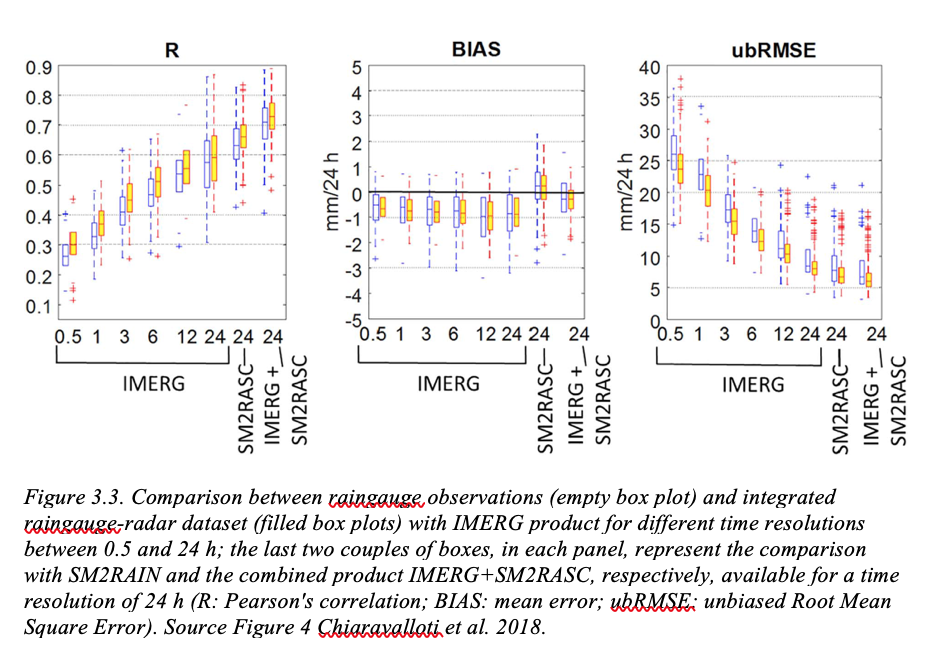 R
BIAS
ubRMSE
0.9
0.8
0.7
0.6
0.5
0.4
0.3
0.2
0.1
0.5 1 3 6 12 24 24 24
IMERG
SM2RASC
IMERG +
SM2RASC
mm/24 h
5
4
3
2
1
0
-1
-2
-3
-4
-5
0.5 1 3 6 12 24 24 24
IMERG
SM2RASC
IMERG +
SM2RASC
mm/24 h
40
35
30
25
20
15
10
5
0
0.5 1 3 6 12 24 24 24
IMERG
SM2RASC
IMERG +
SM2RASC
Figure 3.3. Comparison between raingauge observations (empty box plot) and integrated
raingauge-radar dataset (filled box plots) with IMERG product for different time resolutions
between 0.5 and 24 h; the last two couples of boxes, in each panel, represent the comparison
with SM2RAIN and the combined product IMERG+SM2RASC, respectively, available for a time
resolution of 24 h (R: Pearson's correlation; BIAS: mean error; ubRMSE: unbiased Root Mean
Square Error). Source Figure 4 Chiaravalloti et al. 2018.